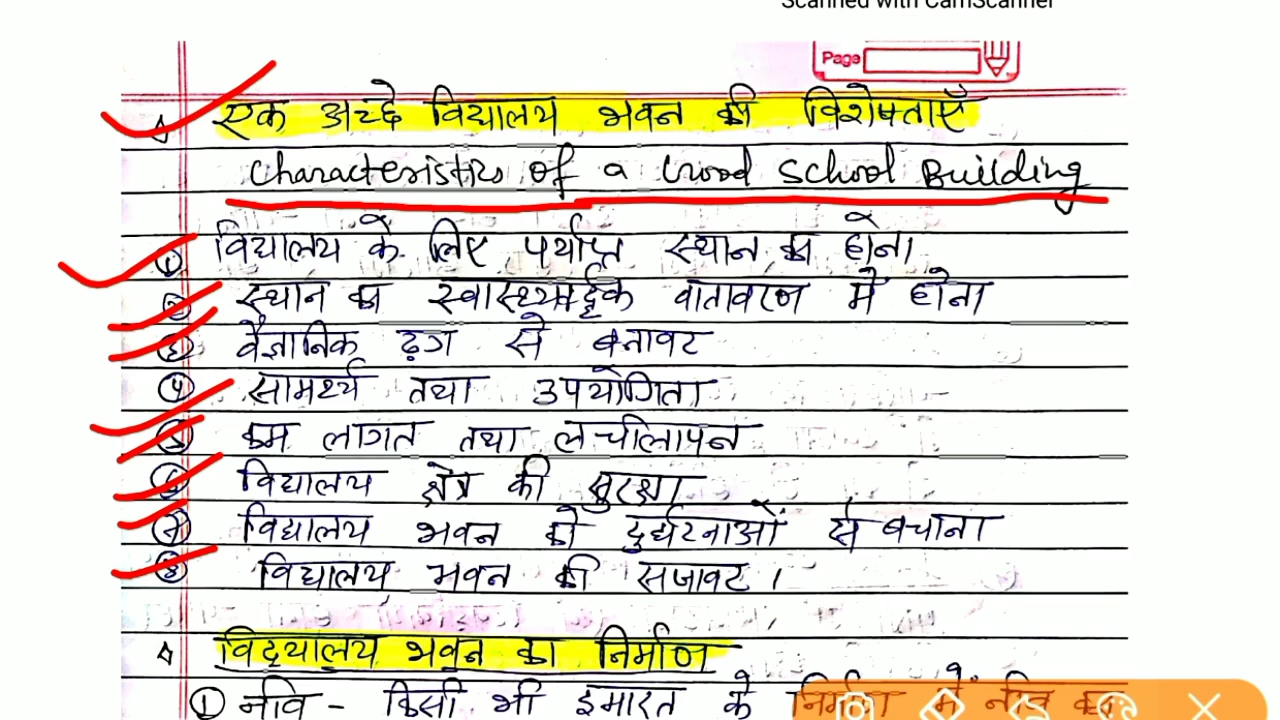 Scanned with CamScanner
Page
एक अच्छे विद्यालय भवन की विशेषताएँ
Characteristics of a Good School Building
① विद्यालय के लिए पर्याप्त स्थान का होना
② स्थान का स्वास्थ्यवर्द्धक वातावरण में होना
③ वैज्ञानिक ढ़ग से बनावट
④ सामर्थ्य तथा उपयोगिता
⑤ कम लागत तथा लचीलापन
⑥ विद्यालय क्षेत्र की सुरक्षा
⑦ विद्यालय भवन को दुर्घटनाओं से बचाना
⑧ विद्यालय भवन की सजावट ।
विद्यालय भवन का निर्माण
① नीव - किसी भी इमारत के निर्माण में नीव का